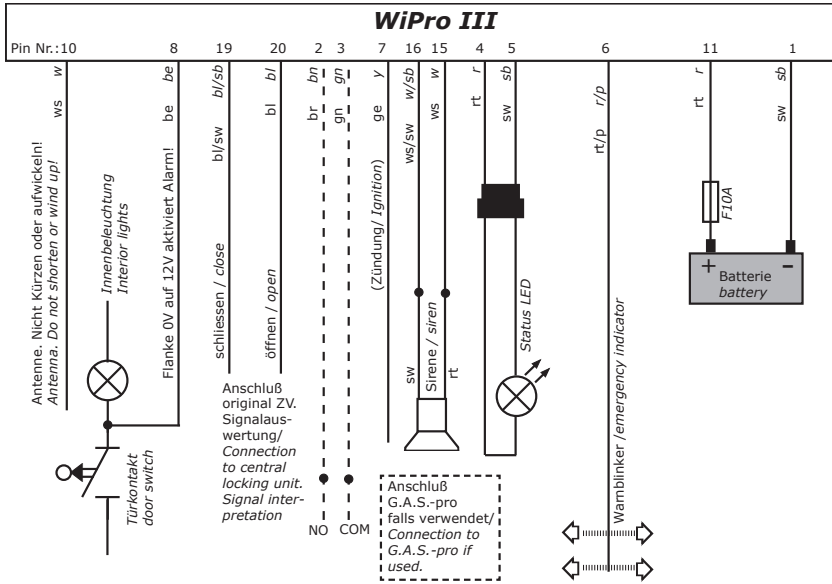 WiPro III
Pin Nr.:10 8 19 20 2 3 7 16 15 4 5 6 11 1
w be bl/sb bl bn gn y w/sb w r sb r/p r sb
ws be bl/sw bl br gn ge ws/sw ws rt sw rt/p rt sw
Antenne. Nicht Kürzen oder aufwickeln!
Antenna. Do not shorten or wind up!
Innenbeleuchtung
Interior lights
Flanke 0V auf 12V aktiviert Alarm!
Türkontakt
door switch
schliessen / close
öffnen / open
Anschluß
original ZV.
Signalaus-
wertung/
Connection
to central
locking unit.
Signal inter-
pretation
NO COM
(Zündung/ Ignition)
sw
Sirene / siren
rt
Anschluß
G.A.S.-pro
falls verwendet/
Connection to
G.A.S.-pro if
used.
Status LED
Warnblinker /emergency indicator
F10A
+ -
Batterie
battery